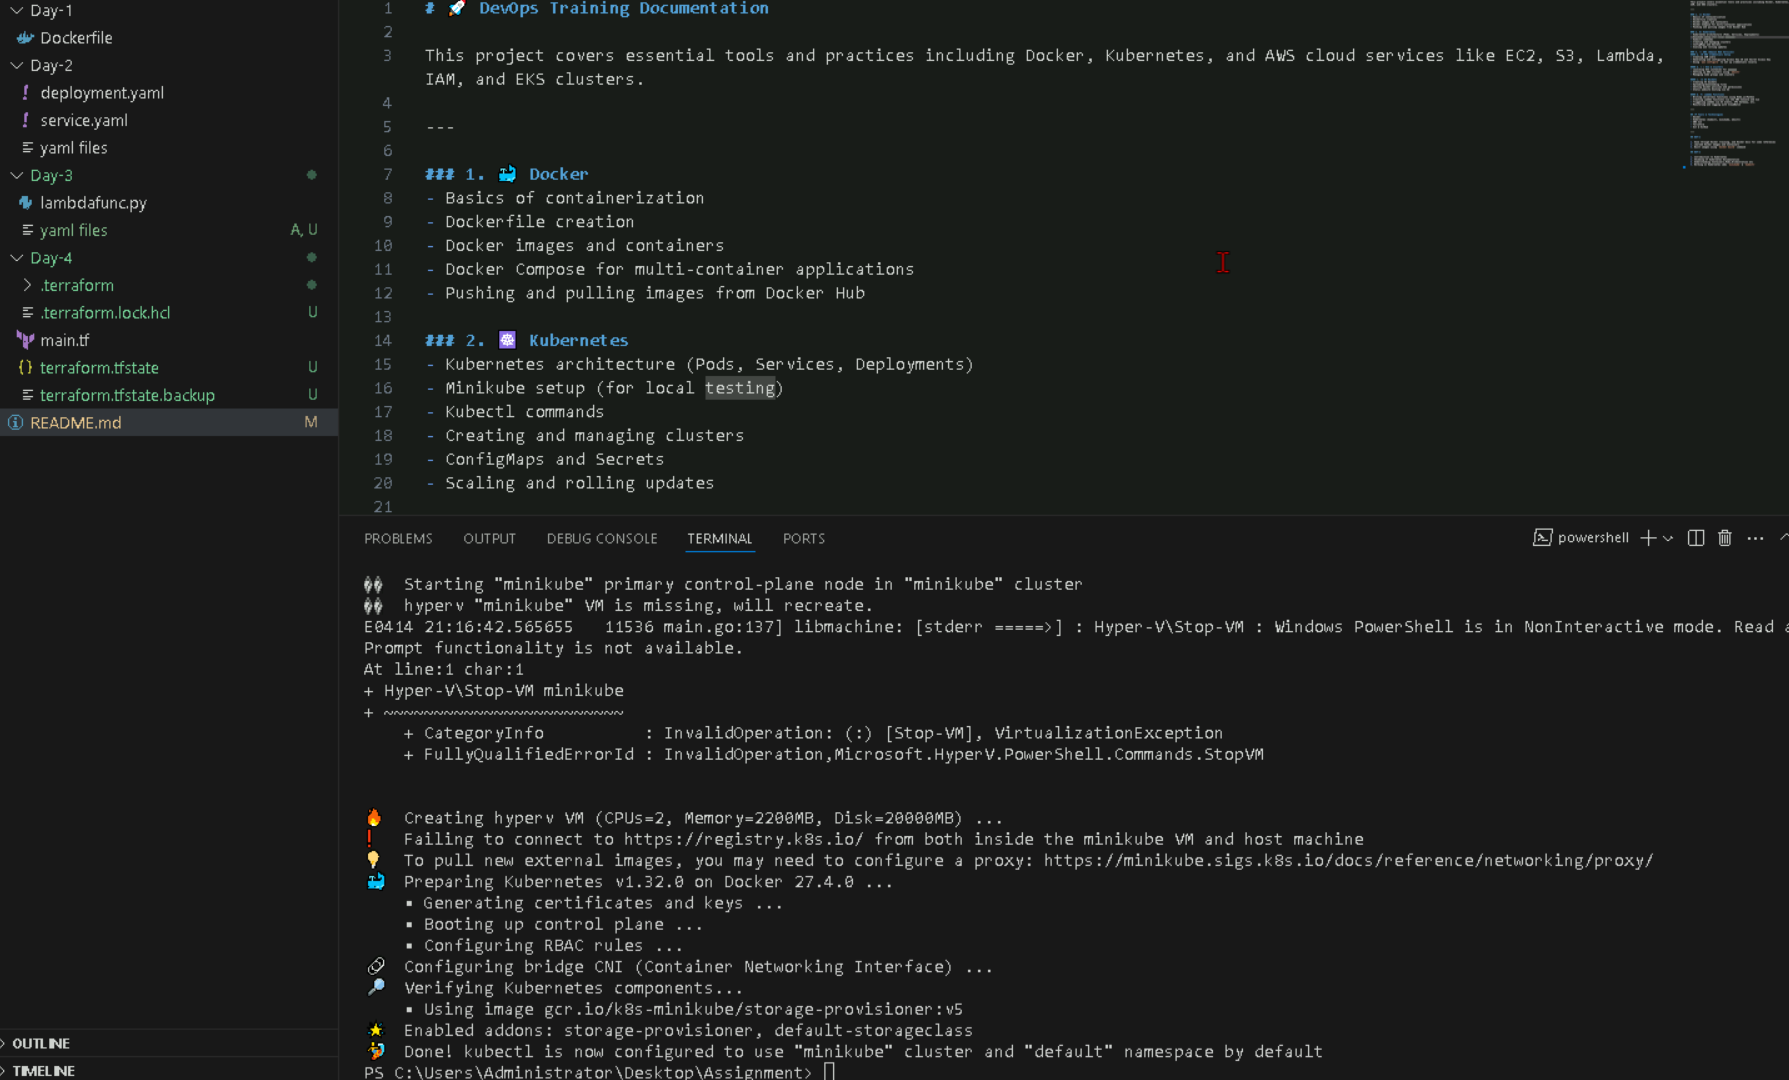 Day-1
Dockerfile
Day-2
deployment.yaml
service.yaml
yaml files
Day-3
lambdafunc.py
yaml files A, U
Day-4
.terraform
.terraform.lock.hcl U
main.tf
terraform.tfstate U
terraform.tfstate.backup U
README.md M
OUTLINE
TIMELINE
1 # 🚀 DevOps Training Documentation
2
3 This project covers essential tools and practices including Docker, Kubernetes, and AWS cloud services like EC2, S3, Lambda,
IAM, and EKS clusters.
4
5 ---
6
7 ### 1. 🐳 Docker
8 - Basics of containerization
9 - Dockerfile creation
10 - Docker images and containers
11 - Docker Compose for multi-container applications
12 - Pushing and pulling images from Docker Hub
13
14 ### 2. ☸️ Kubernetes
15 - Kubernetes architecture (Pods, Services, Deployments)
16 - Minikube setup (for local testing)
17 - Kubectl commands
18 - Creating and managing clusters
19 - ConfigMaps and Secrets
20 - Scaling and rolling updates
21
PROBLEMS OUTPUT DEBUG CONSOLE TERMINAL PORTS powershell
�� Starting "minikube" primary control-plane node in "minikube" cluster
�� hyperv "minikube" VM is missing, will recreate.
E0414 21:16:42.565655 11536 main.go:137] libmachine: [stderr =====>] : Hyper-V\Stop-VM : Windows PowerShell is in NonInteractive mode. Read a
Prompt functionality is not available.
At line:1 char:1
+ Hyper-V\Stop-VM minikube
+ ~~~~~~~~~~~~~~~~~~~~~~~~
+ CategoryInfo : InvalidOperation: (:) [Stop-VM], VirtualizationException
+ FullyQualifiedErrorId : InvalidOperation,Microsoft.HyperV.PowerShell.Commands.StopVM
🔥 Creating hyperv VM (CPUs=2, Memory=2200MB, Disk=20000MB) ...
❗ Failing to connect to https://registry.k8s.io/ from both inside the minikube VM and host machine
💡 To pull new external images, you may need to configure a proxy: https://minikube.sigs.k8s.io/docs/reference/networking/proxy/
🐳 Preparing Kubernetes v1.32.0 on Docker 27.4.0 ...
▪ Generating certificates and keys ...
▪ Booting up control plane ...
▪ Configuring RBAC rules ...
🔗 Configuring bridge CNI (Container Networking Interface) ...
🔎 Verifying Kubernetes components...
▪ Using image gcr.io/k8s-minikube/storage-provisioner:v5
🌟 Enabled addons: storage-provisioner, default-storageclass
🏄 Done! kubectl is now configured to use "minikube" cluster and "default" namespace by default
PS C:\Users\Administrator\Desktop\Assignment>